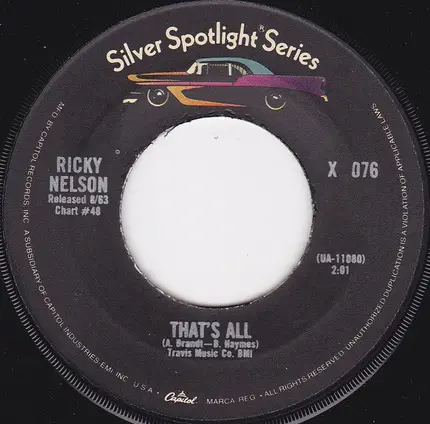 Silver Spotlight® Series
RICKY
NELSON
Released 8/63
Chart #48
X 076
(UA-11080)
2:01
THAT'S ALL
(A. Brandt—B. Haymes)
Travis Music Co. BMI
MFG. BY CAPITOL RECORDS, INC. A SUBSIDIARY OF CAPITOL INDUSTRIES-EMI, INC. U.S.A. • Capitol MARCA REG. • ALL RIGHTS RESERVED. UNAUTHORIZED DUPLICATION IS A VIOLATION OF APPLICABLE LAWS.